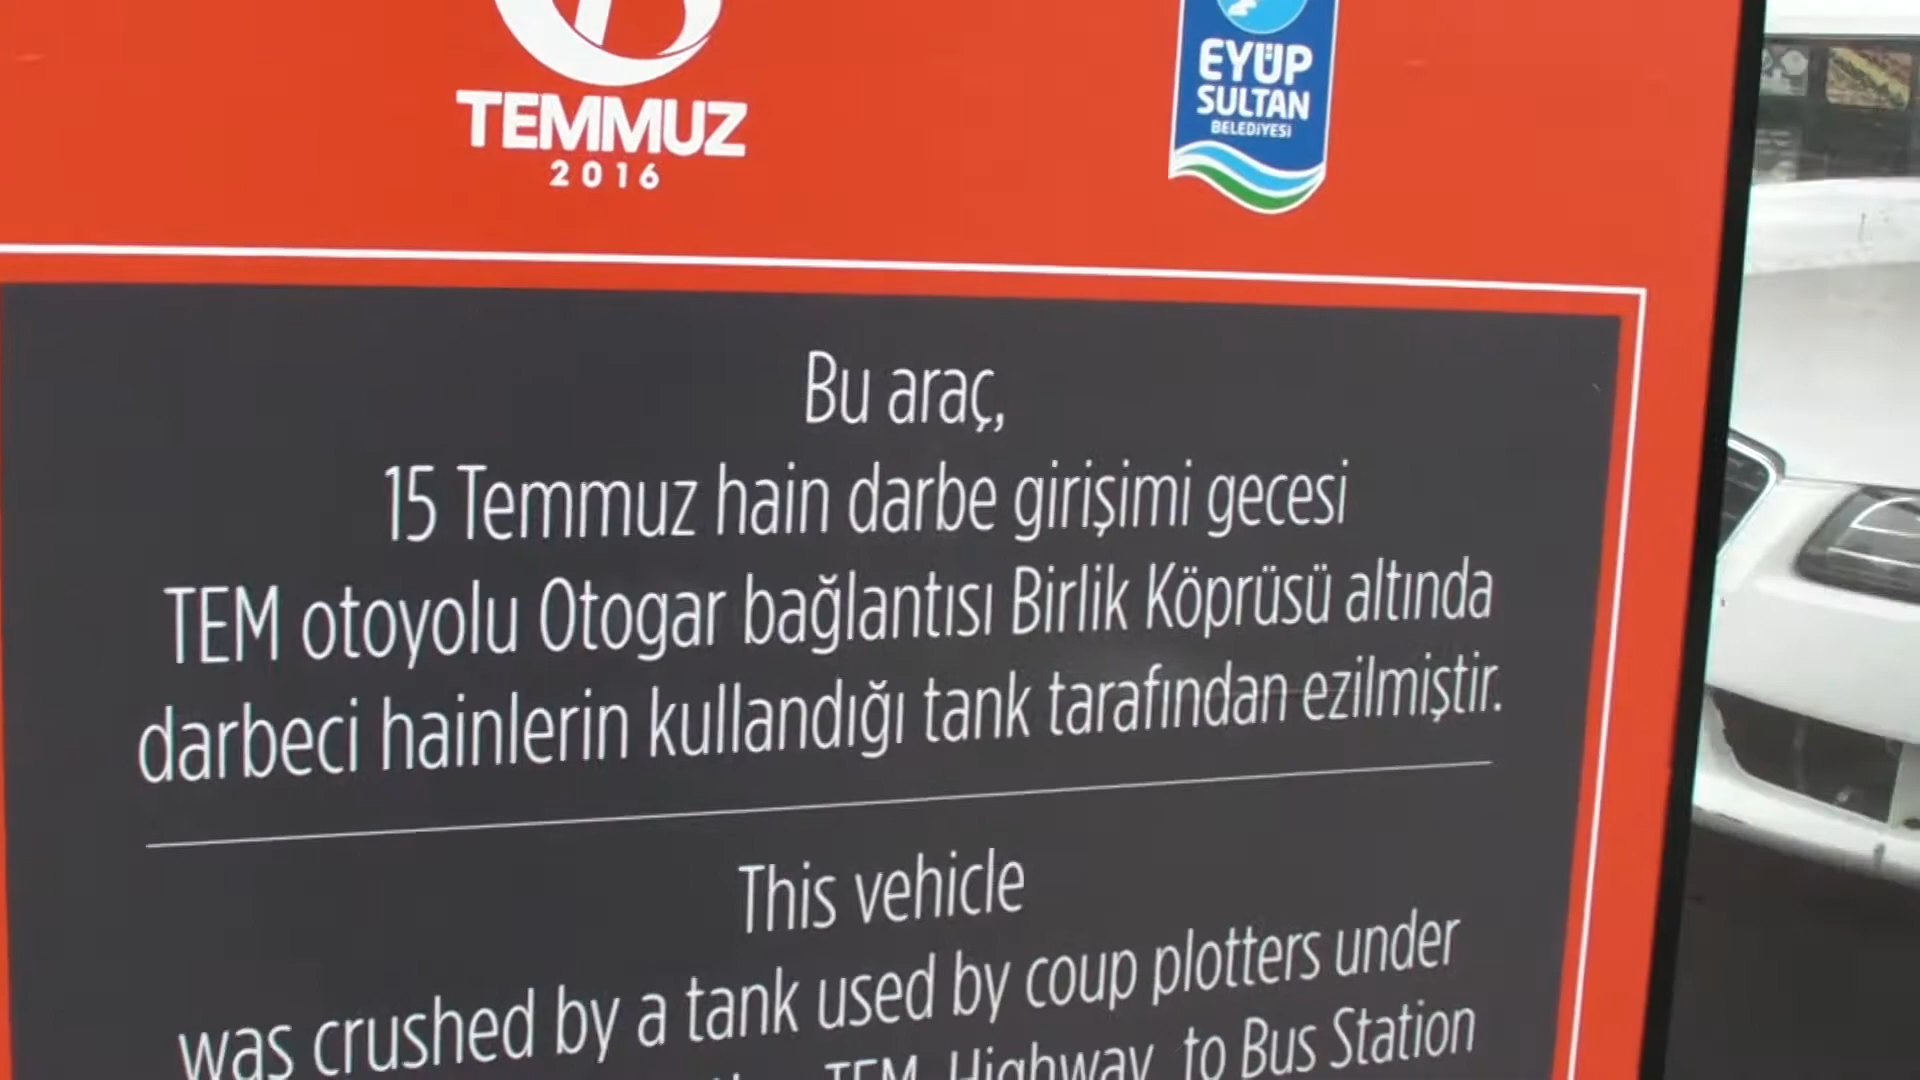 TEMMUZ
2016
EYÜP
SULTAN
BELEDİYESİ
Bu araç,
15 Temmuz hain darbe girişimi gecesi
TEM otoyolu Otogar bağlantısı Birlik Köprüsü altında
darbeci hainlerin kullandığı tank tarafından ezilmiştir.
This vehicle
was crushed by a tank used by coup plotters under
TEM Highway to Bus Station